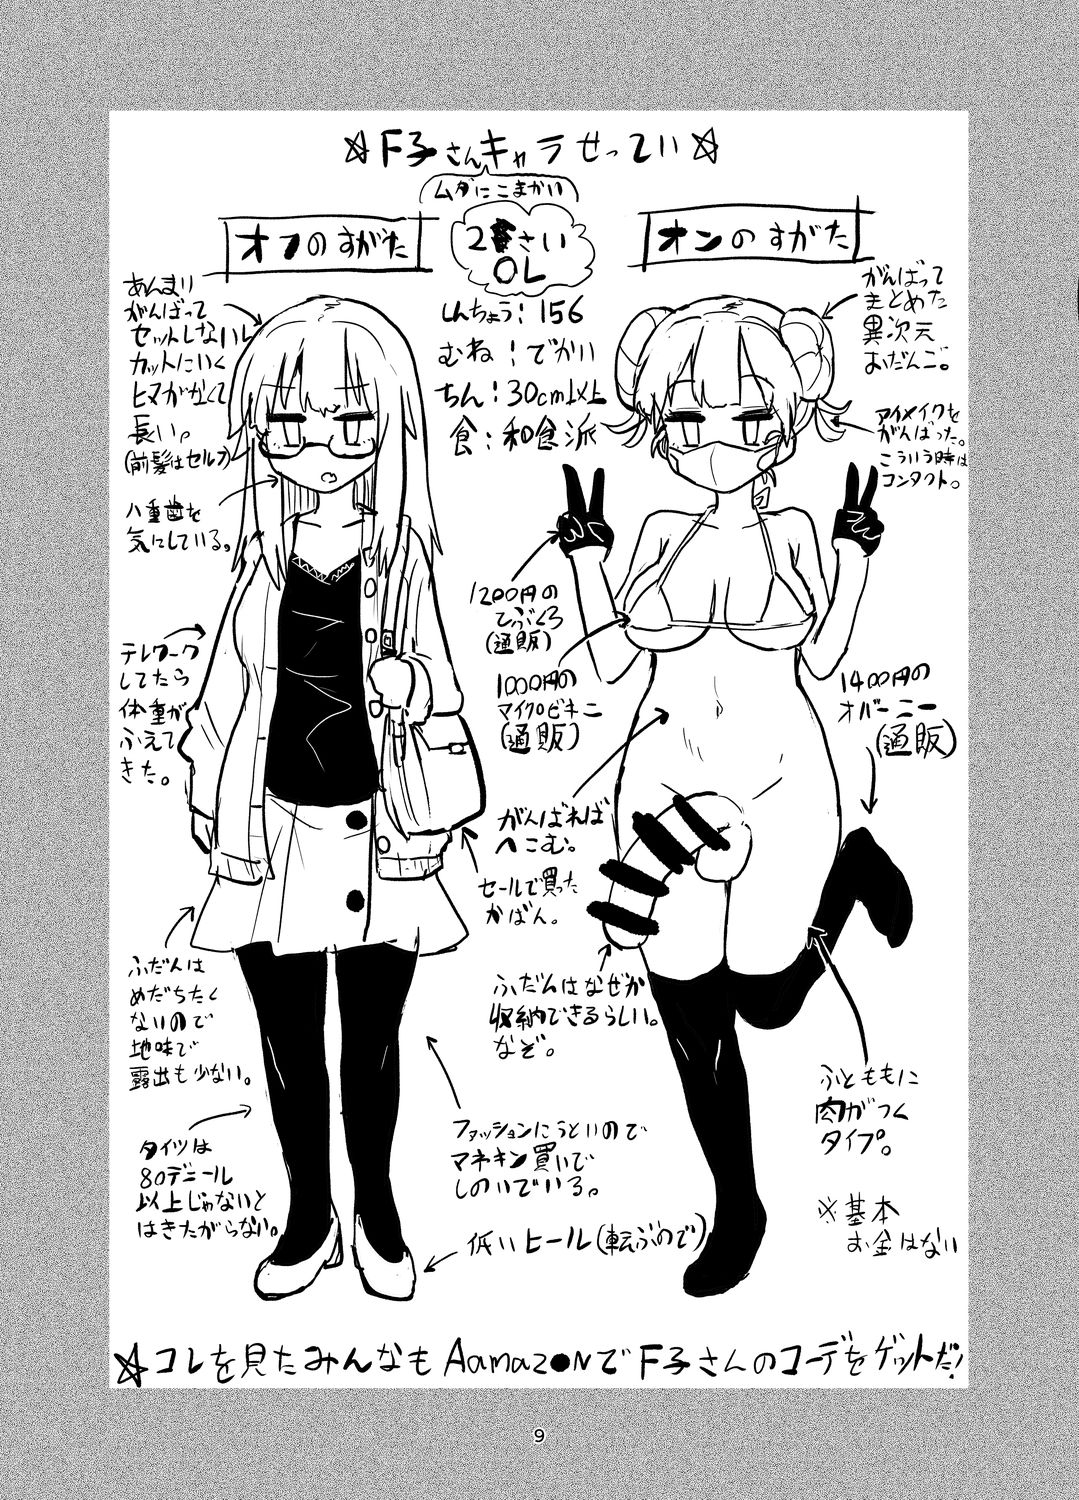 ☆F子さんキャラせってい☆
ムダにこまかい
オフのすがた
さい
OL
オンのすがた
しんちょう:156
むね:でかい
ちん:30cm以上
食:和食派
あんまり
がんばって
セットしないし
カットにいく
ヒマがなくて
長い。
(前髪はセルフ)
八重歯を
気にしている。
テレワーク
してたら
体重が
ふえて
きた。
ふだんは
めだちたく
ないので
地味で
露出も少ない。
タイツは
80デニール
以上じゃないと
はきたがらない。
セールで買った
かばん。
ファッションにうといので
マネキン買いで
しのいでいる。
低いヒール(転ぶので)
がんばって
まとめた
異次元
おだんご。
アイメイクを
がんばった。
こういう時は
コンタクト。
1200円の
てぶくろ
(通販)
1000円の
マイクロビキニ
(通販)
1400円の
オーバーニー
(通販)
がんばれば
へこむ。
ふだんはなぜか
収納できるらしい。
なぞ。
ふとももに
肉がつく
タイプ。
※基本
お金はない
☆コレを見たみんなもAamaz●NでF子さんのコーデをゲットだ!
9